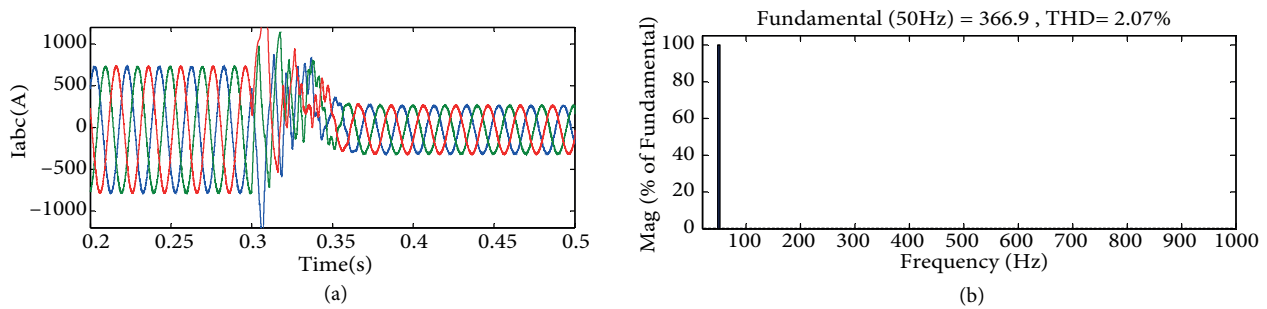 Fundamental (50Hz) = 366.9 , THD= 2.07%
Iabc(A)
1000
500
0
−500
−1000
0.2 0.25 0.3 0.35 0.4 0.45 0.5
Time(s)
(a)
Mag (% of Fundamental)
100
80
60
40
20
0
100 200 300 400 500 600 700 800 900 1000
Frequency (Hz)
(b)